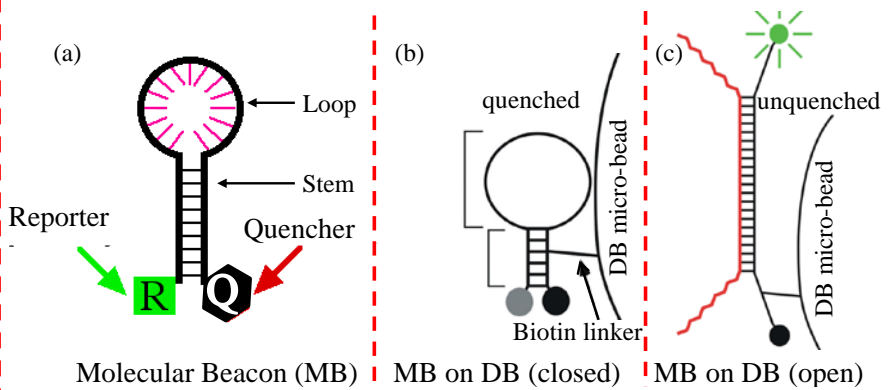 (a)
Loop
Stem
Reporter
Quencher
R
Q
Molecular Beacon (MB)
(b)
quenched
DB micro-bead
Biotin linker
MB on DB (closed)
(c)
unquenched
DB micro-bead
MB on DB (open)